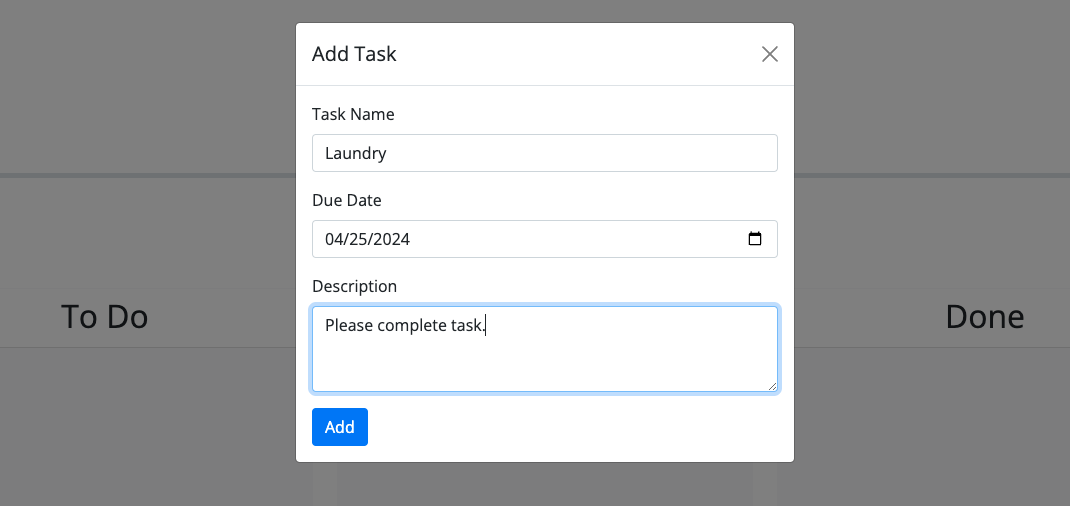 Add Task
Task Name
Laundry
Due Date
04/25/2024
Description
Please complete task.
Add
To Do
Done